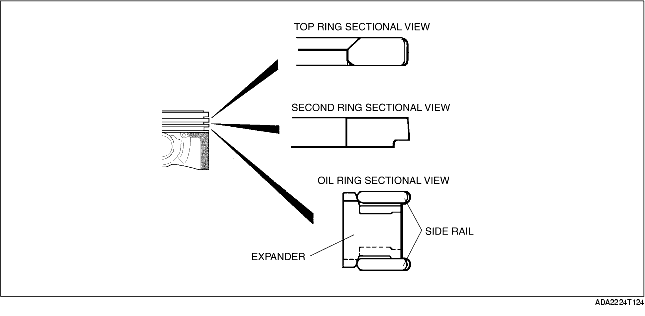 TOP RING SECTIONAL VIEW
SECOND RING SECTIONAL VIEW
OIL RING SECTIONAL VIEW
SIDE RAIL
EXPANDER
ADA2224T124